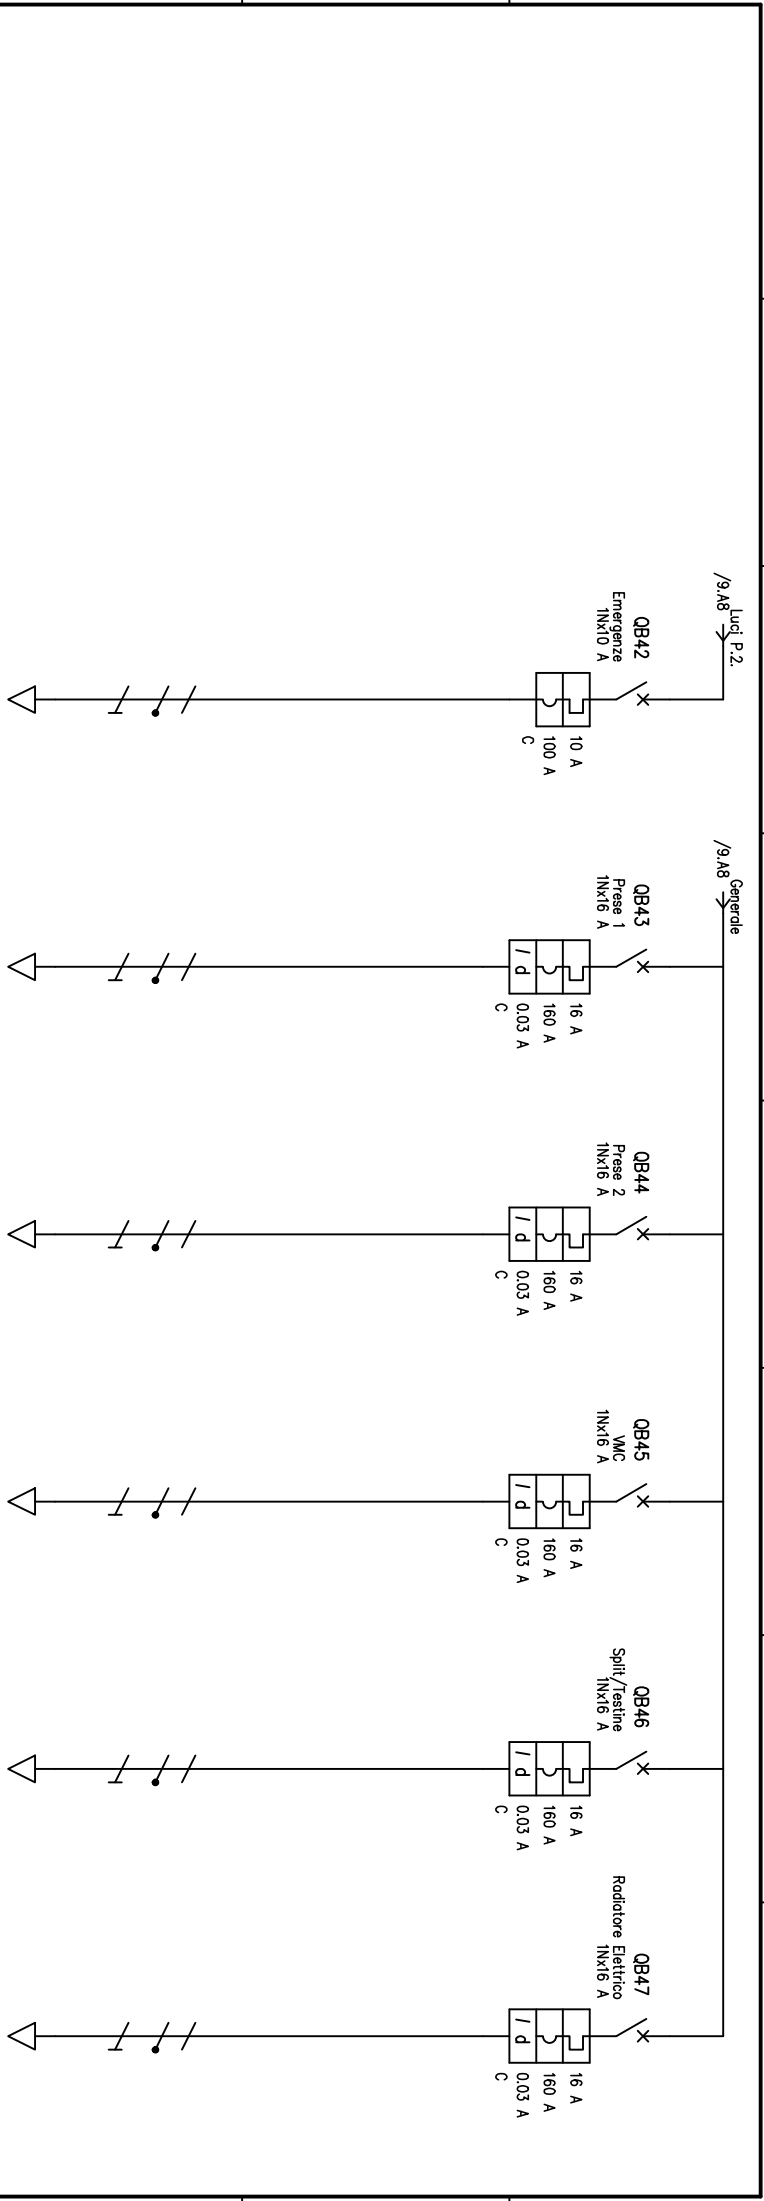 Luci P.2.
/9.A8
QB42
Emergenze
1Nx10 A
10 A
100 A
C
Generale
/9.A8
QB43
Prese 1
1Nx16 A
16 A
160 A
I d
0.03 A
C
QB44
Prese 2
1Nx16 A
16 A
160 A
I d
0.03 A
C
QB45
VMC
1Nx16 A
16 A
160 A
I d
0.03 A
C
QB46
Split/Testine
1Nx16 A
16 A
160 A
I d
0.03 A
C
QB47
Radiatore Elettrico
1Nx16 A
16 A
160 A
I d
0.03 A
C